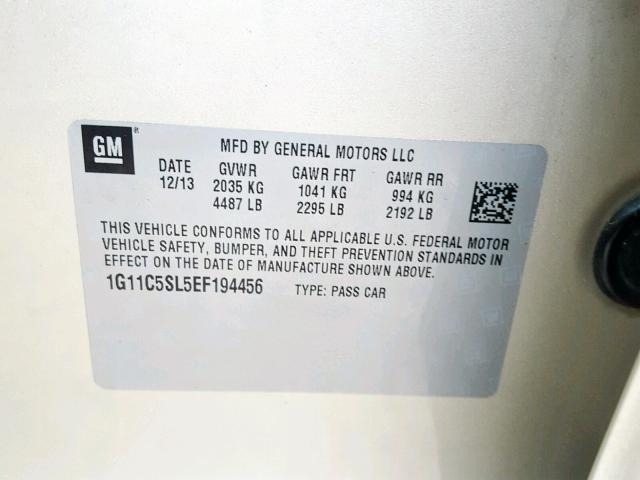 GM ®
MFD BY GENERAL MOTORS LLC
DATE GVWR GAWR FRT GAWR RR
12/13 2035 KG 1041 KG 994 KG
4487 LB 2295 LB 2192 LB
THIS VEHICLE CONFORMS TO ALL APPLICABLE U.S. FEDERAL MOTOR
VEHICLE SAFETY, BUMPER, AND THEFT PREVENTION STANDARDS IN
EFFECT ON THE DATE OF MANUFACTURE SHOWN ABOVE.
1G11C5SL5EF194456 TYPE: PASS CAR